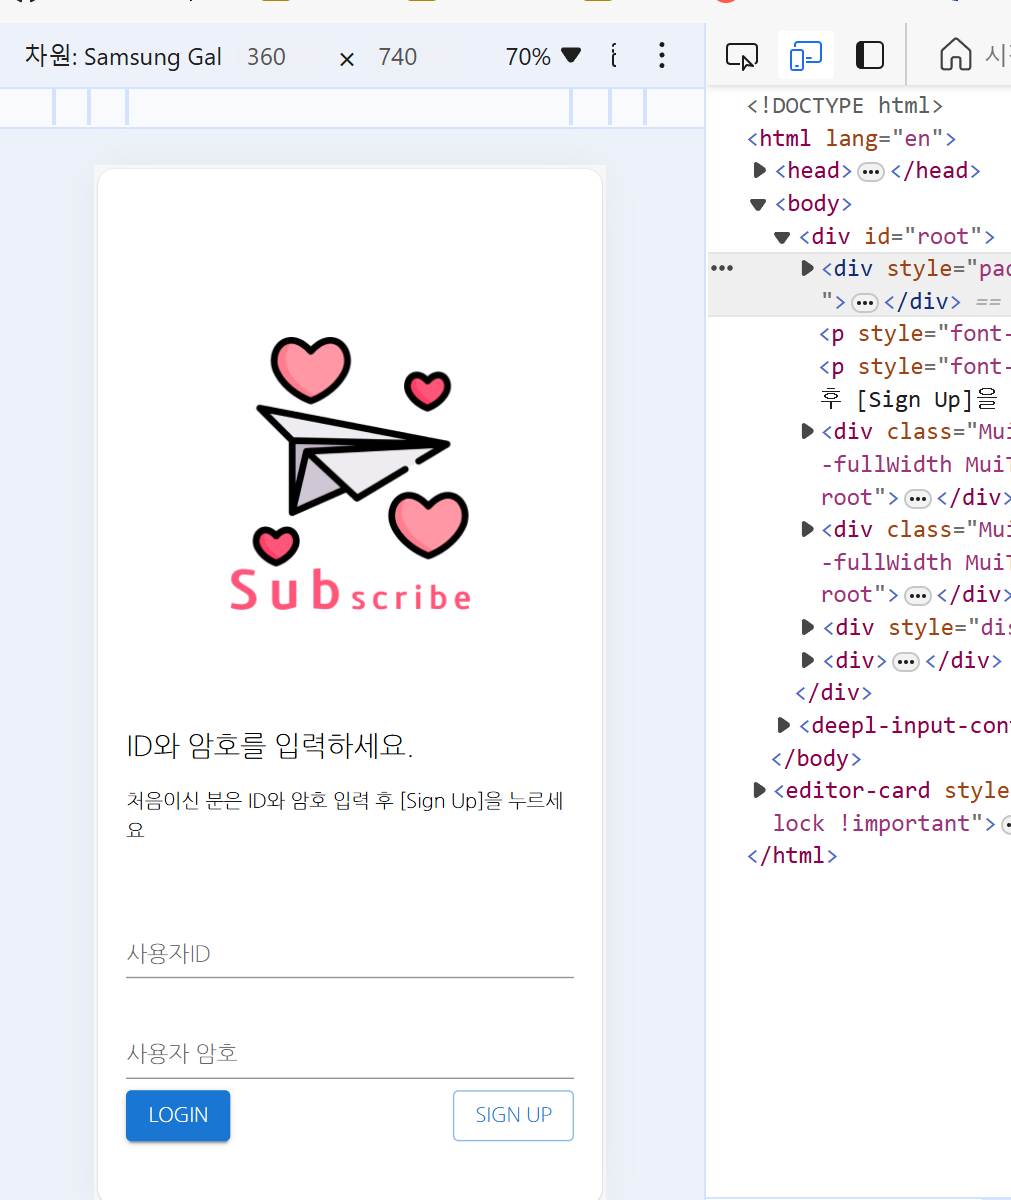 차원: Samsung Gal 360 × 740 70%
<!DOCTYPE html>
<html lang="en">
<head> </head>
<body>
<div id="root">
<div style="pad
"> </div> ==
<p style="font-
<p style="font-
후 [Sign Up]을
<div class="Mui
-fullWidth MuiT
root"> </div>
<div class="Mui
-fullWidth MuiT
root"> </div>
<div style="dis
<div> </div>
</div>
<deepl-input-con
</body>
<editor-card style
lock !important">
</html>
Subscribe
ID와 암호를 입력하세요.
처음이신 분은 ID와 암호 입력 후 [Sign Up]을 누르세
요
사용자ID
사용자 암호
LOGIN SIGN UP